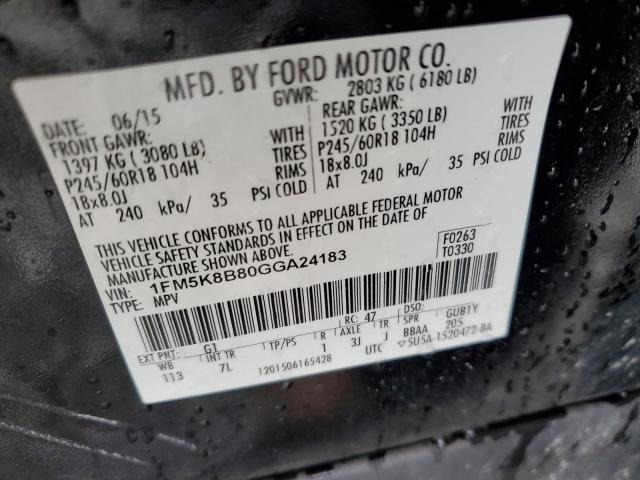 MFD. BY FORD MOTOR CO.
DATE: 06/15 GVWR: 2803 KG ( 6180 LB)
FRONT GAWR: REAR GAWR:
1397 KG ( 3080 LB) WITH 1520 KG ( 3350 LB) WITH
P245/60R18 104H TIRES P245/60R18 104H TIRES
18x8.0J RIMS 18x8.0J RIMS
AT 240 kPa/ 35 PSI COLD AT 240 kPa/ 35 PSI COLD
THIS VEHICLE CONFORMS TO ALL APPLICABLE FEDERAL MOTOR
VEHICLE SAFETY STANDARDS IN EFFECT ON THE DATE OF
MANUFACTURE SHOWN ABOVE.
VIN: 1FM5K8B80GGA24183 F0263
TYPE: MPV T0330
EXT PNT: G1 RC: 47
WB INT TR TP/PS R AXLE TR SPR GUB1Y
113 7L 1 3J J BBAA 205
1201506165428 UTC ▽5U5A-1520472-BA